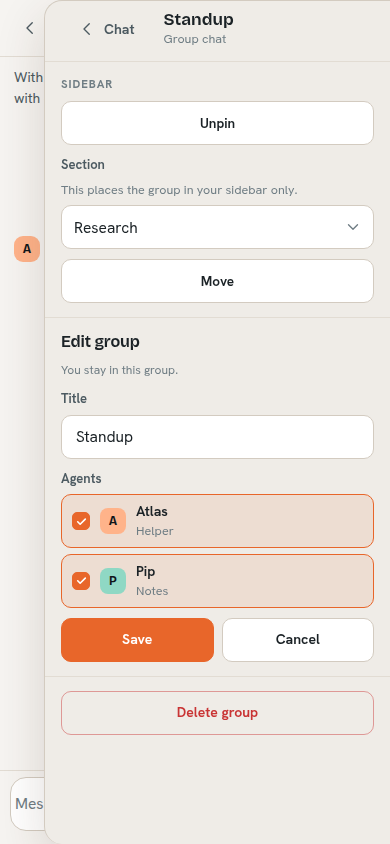 Chat
Standup
Group chat
With
with
A
Mes
SIDEBAR
Unpin
Section
This places the group in your sidebar only.
Research
Move
Edit group
You stay in this group.
Title
Standup
Agents
A
Atlas
Helper
P
Pip
Notes
Save
Cancel
Delete group